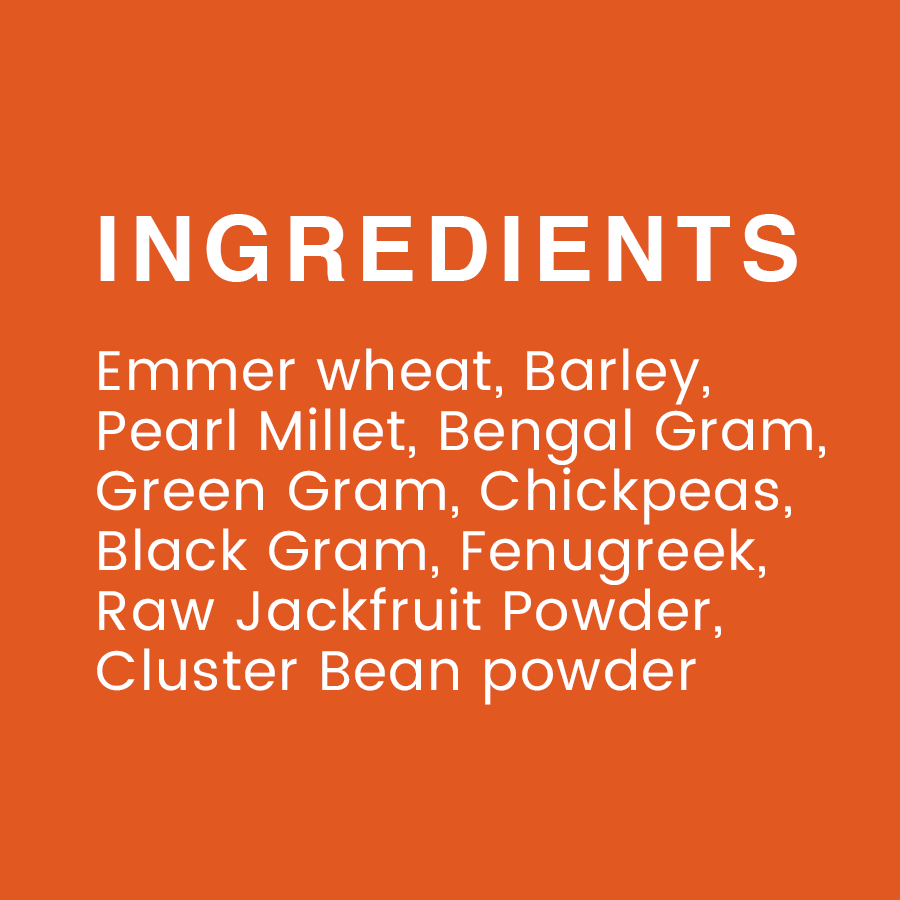 INGREDIENTS
Emmer wheat, Barley,
Pearl Millet, Bengal Gram,
Green Gram, Chickpeas,
Black Gram, Fenugreek,
Raw Jackfruit Powder,
Cluster Bean powder